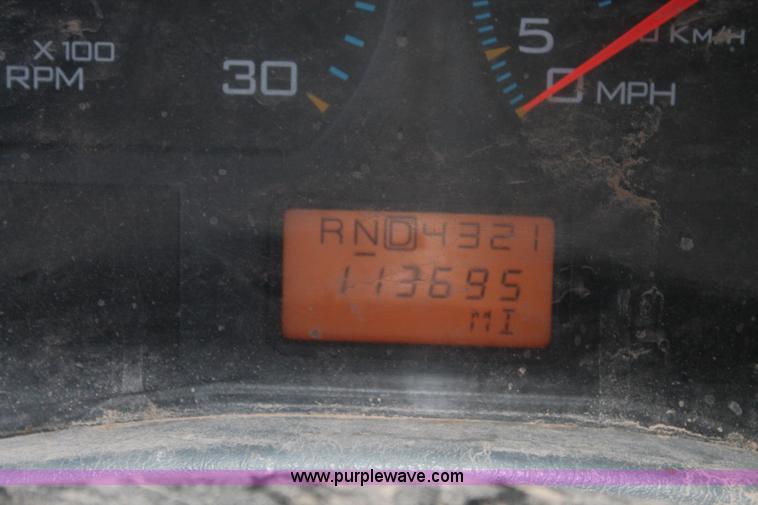 X 100
RPM
30
5
0 MPH
KM/H
RND4321
113695
MI
www.purplewave.com